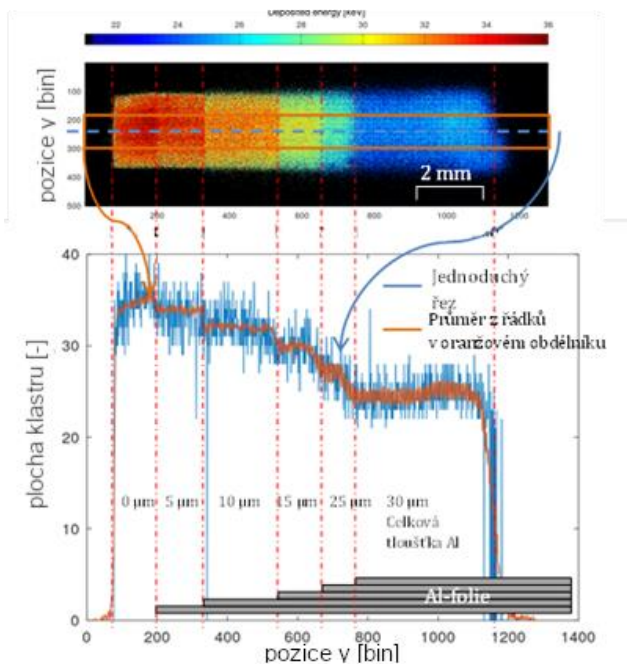 Deposited energy [keV]
22 24 26 28 30 32 34 36
pozice y [bin]
100
200
300
400
500
2 mm
200 400 600 800 1000 1200
plocha klastru [-]
40
30
20
10
0
Jednoduchý
řez
Průměr z řádků
v oranžovém obdélníku
0 µm 5 µm 10 µm 15 µm 25 µm 30 µm
Celková
tloušťka Al
Al-folie
0 200 400 600 800 1000 1200 1400
pozice y [bin]